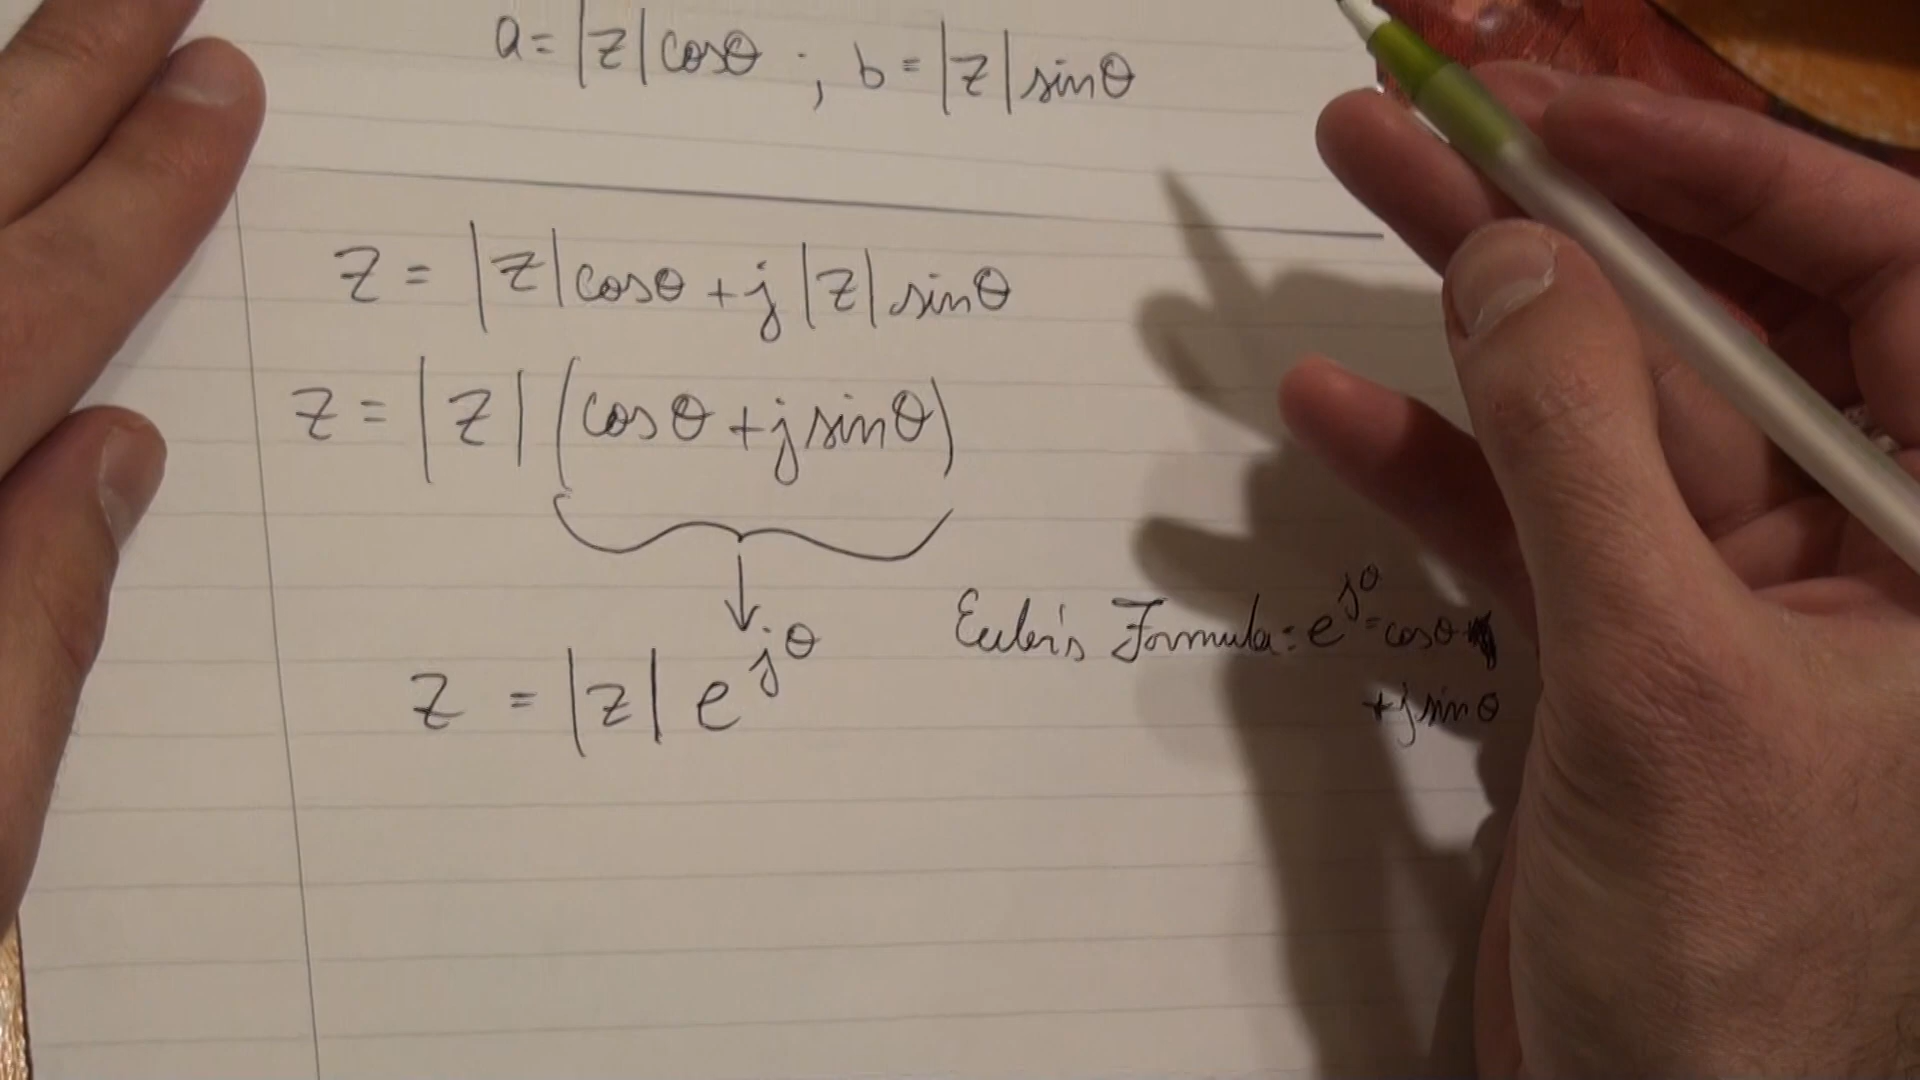 a = |z| cosθ ; b = |z| sinθ
z = |z| cosθ + j |z| sinθ
z = |z| (cosθ + j sinθ)
Euler's Formula: e^jθ = cosθ
+ j sinθ
z = |z| e^jθ